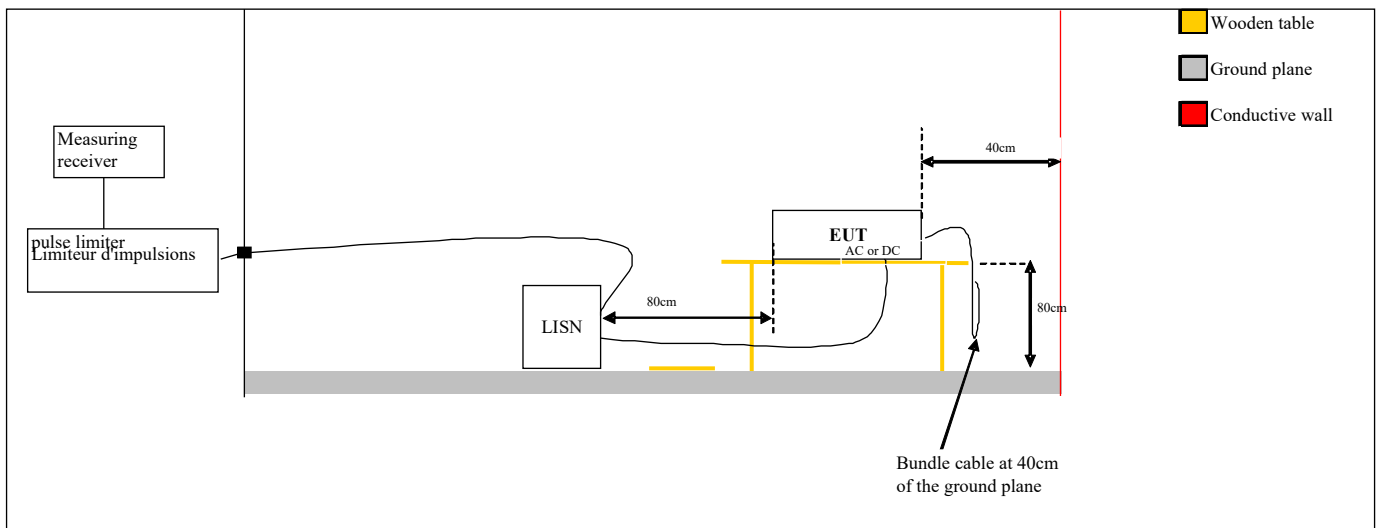 Wooden table
Ground plane
Conductive wall
Measuring
receiver
40cm
pulse limiter
Limiteur d'impulsions
EUT
AC or DC
80cm
80cm
LISN
Bundle cable at 40cm
of the ground plane